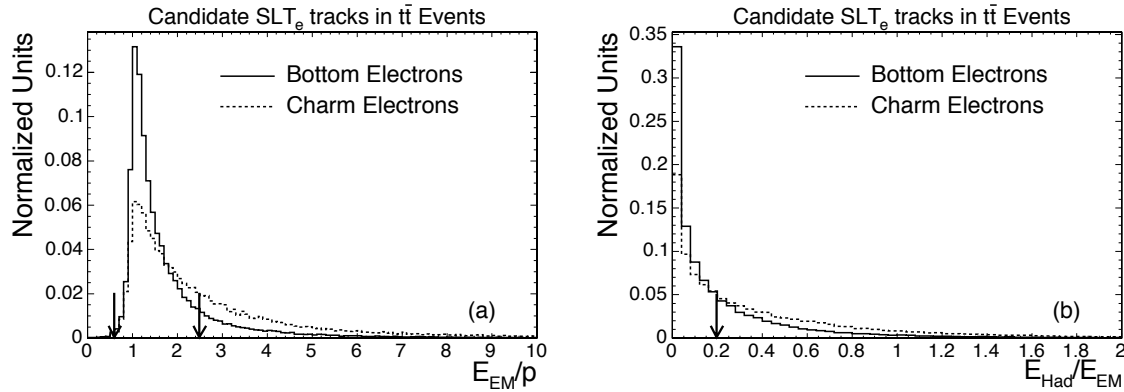 Candidate SLTₑ tracks in tt̄ Events
Normalized Units
0.12
0.1
0.08
0.06
0.04
0.02
0
Bottom Electrons
Charm Electrons
(a)
0 1 2 3 4 5 6 7 8 9 10
E_EM/p
Candidate SLTₑ tracks in tt̄ Events
Normalized Units
0.35
0.3
0.25
0.2
0.15
0.1
0.05
0
Bottom Electrons
Charm Electrons
(b)
0 0.2 0.4 0.6 0.8 1 1.2 1.4 1.6 1.8 2
E_Had/E_EM